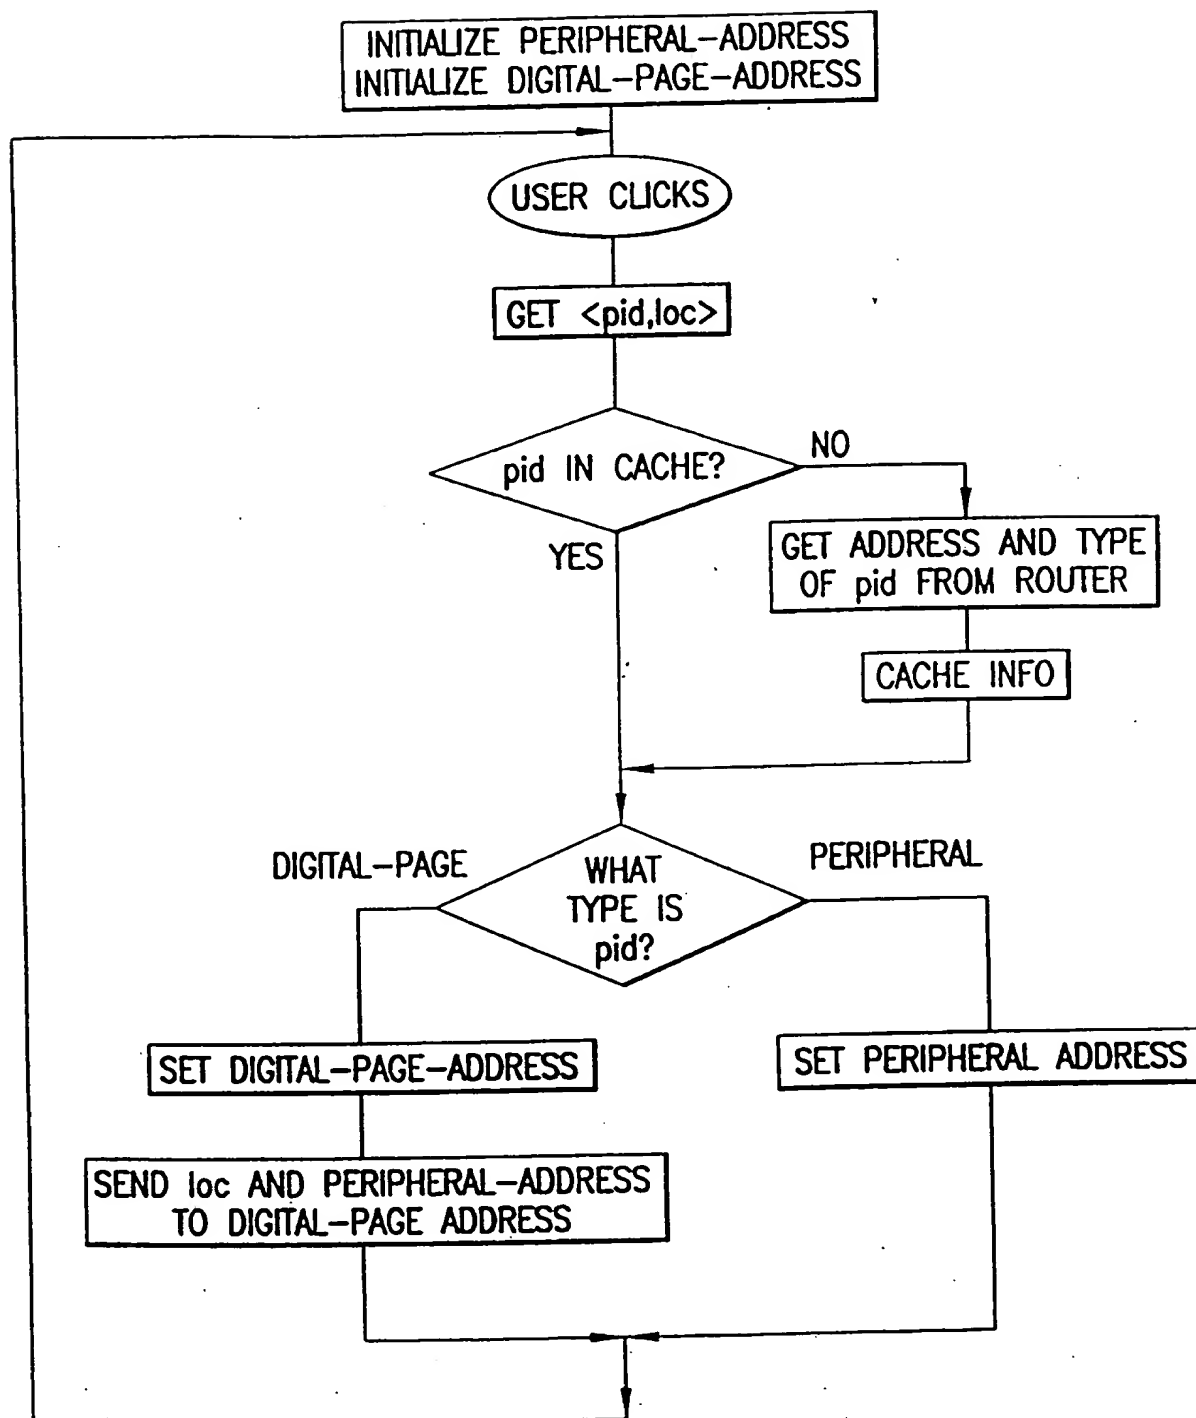 INITIALIZE PERIPHERAL-ADDRESS
INITIALIZE DIGITAL-PAGE-ADDRESS
USER CLICKS
GET <pid,loc>
pid IN CACHE?
NO
YES
GET ADDRESS AND TYPE
OF pid FROM ROUTER
CACHE INFO
DIGITAL-PAGE
WHAT
TYPE IS
pid?
PERIPHERAL
SET DIGITAL-PAGE-ADDRESS
SET PERIPHERAL ADDRESS
SEND loc AND PERIPHERAL-ADDRESS
TO DIGITAL-PAGE ADDRESS